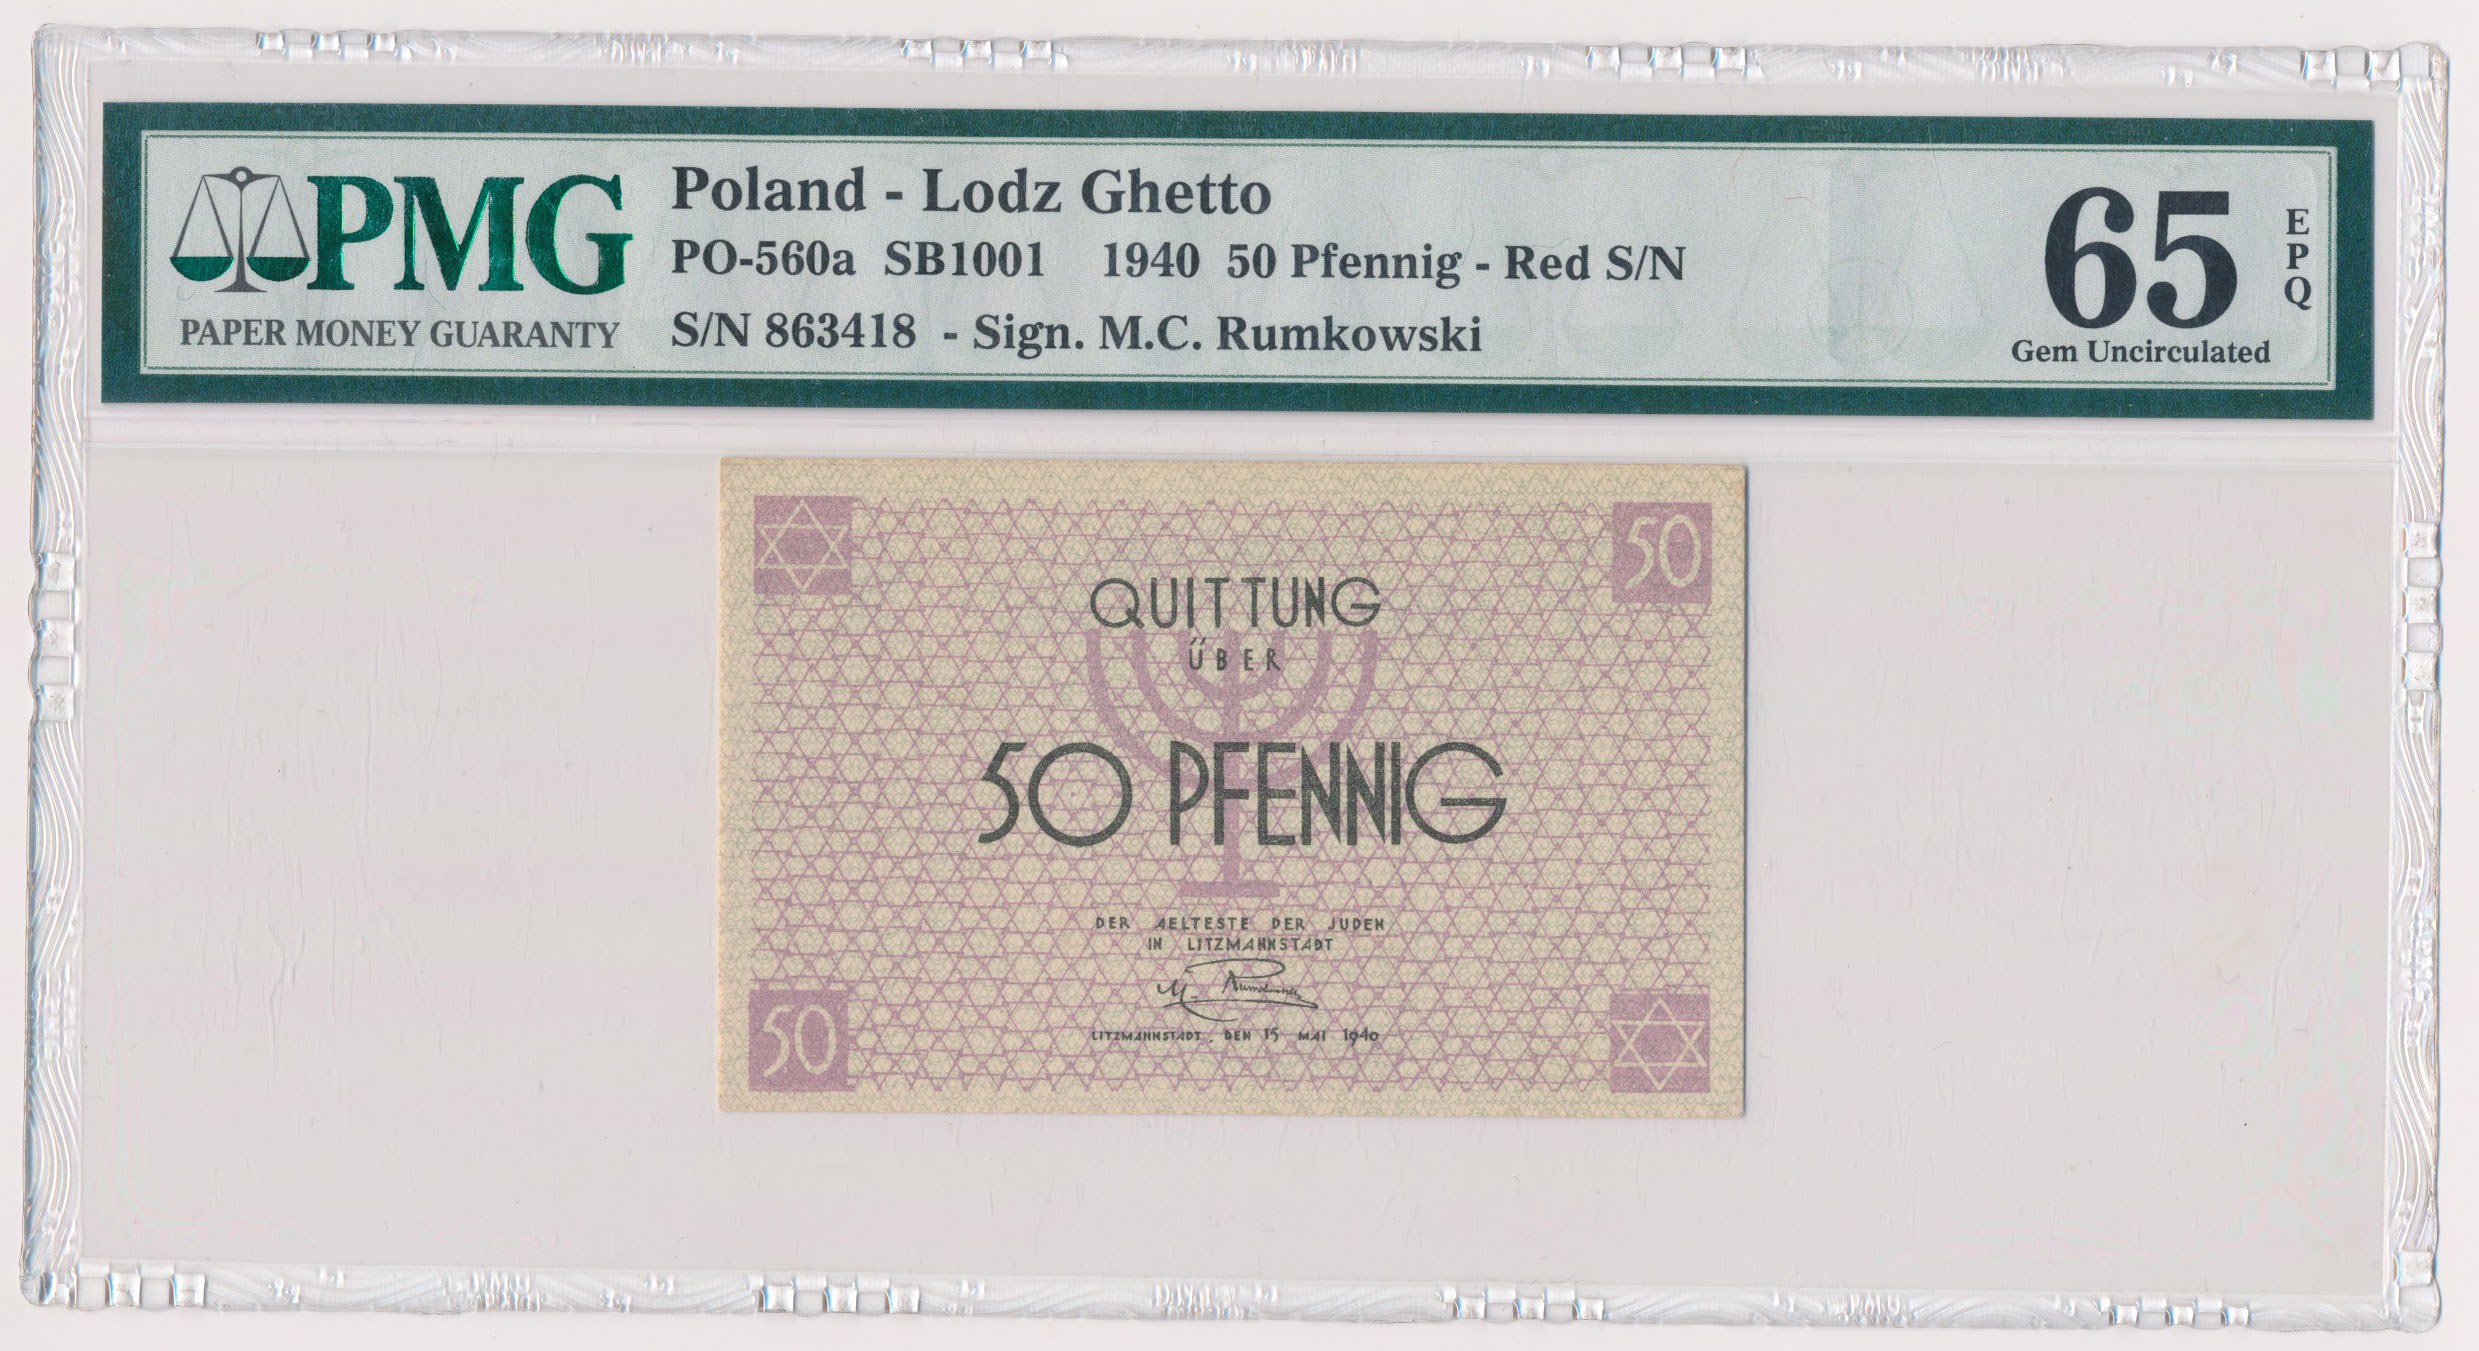 PMG
PAPER MONEY GUARANTY
Poland - Lodz Ghetto
PO-560a SB1001 1940 50 Pfennig - Red S/N
S/N 863418 - Sign. M.C. Rumkowski
65
EPQ
Gem Uncirculated
50
QUITTUNG
ÜBER
50 PFENNIG
DER AELTESTE DER JUDEN
IN LITZMANNSTADT
M. Rumkowski
50
LITZMANNSTADT, DEN 15 MAI 1940